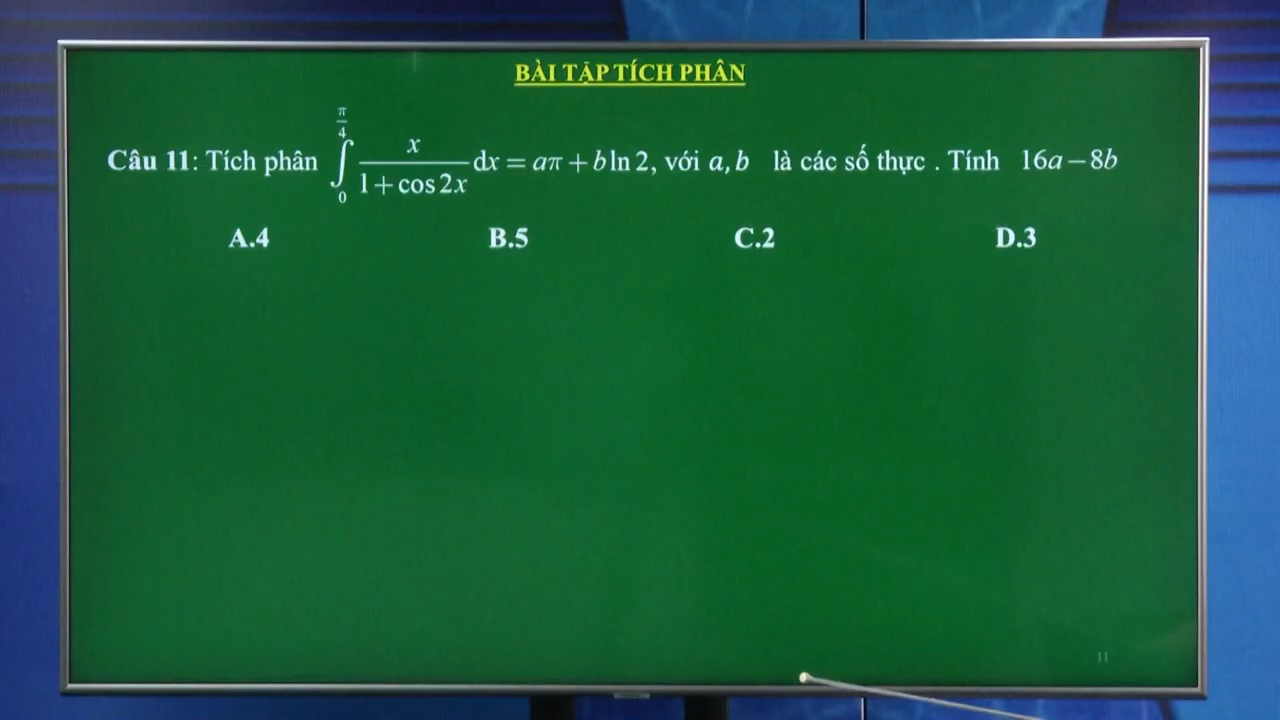 BÀI TẬP TÍCH PHÂN
Câu 11: Tích phân ∫₀^(π/4) x/(1+cos2x) dx = aπ + b ln 2, với a, b là các số thực . Tính 16a − 8b
A.4 B.5 C.2 D.3
11